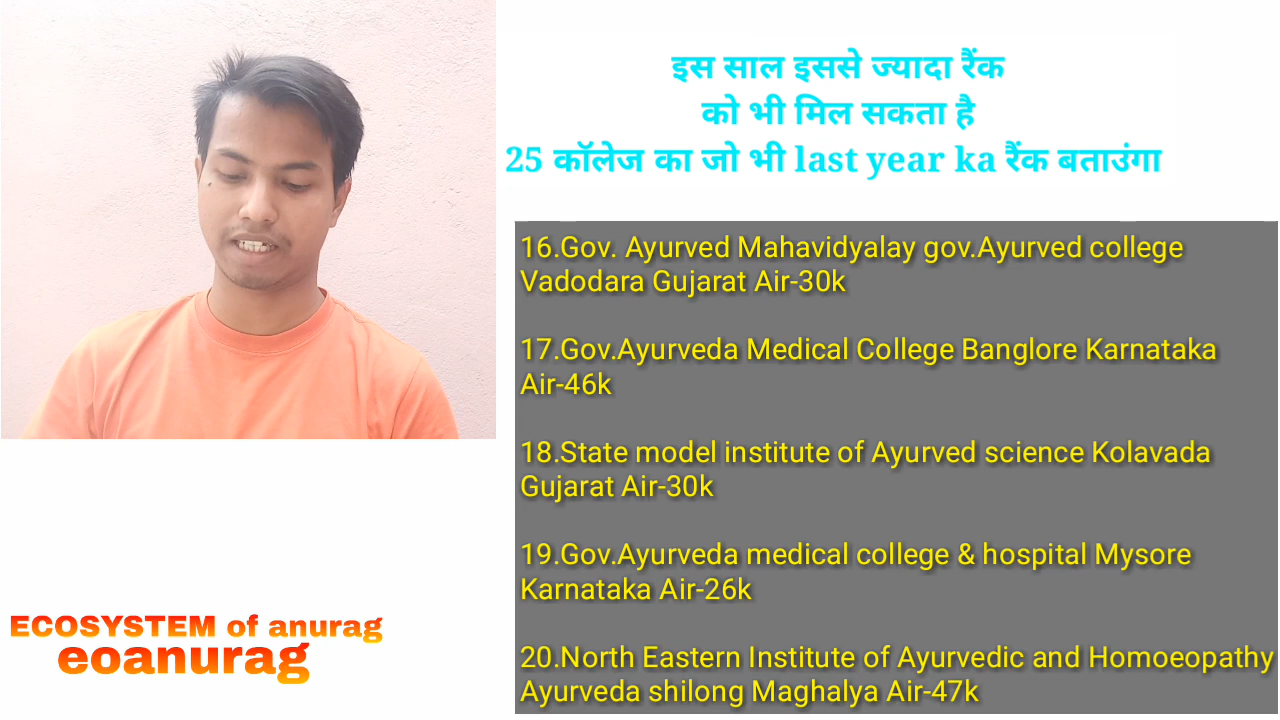 इस साल इससे ज्यादा रैंक
को भी मिल सकता है
25 कॉलेज का जो भी last year ka रैंक बताउंगा
16.Gov. Ayurved Mahavidyalay gov.Ayurved college
Vadodara Gujarat Air-30k
17.Gov.Ayurveda Medical College Banglore Karnataka
Air-46k
18.State model institute of Ayurved science Kolavada
Gujarat Air-30k
19.Gov.Ayurveda medical college & hospital Mysore
Karnataka Air-26k
20.North Eastern Institute of Ayurvedic and Homoeopathy
Ayurveda shilong Maghalya Air-47k
ECOSYSTEM of anurag
eoanurag